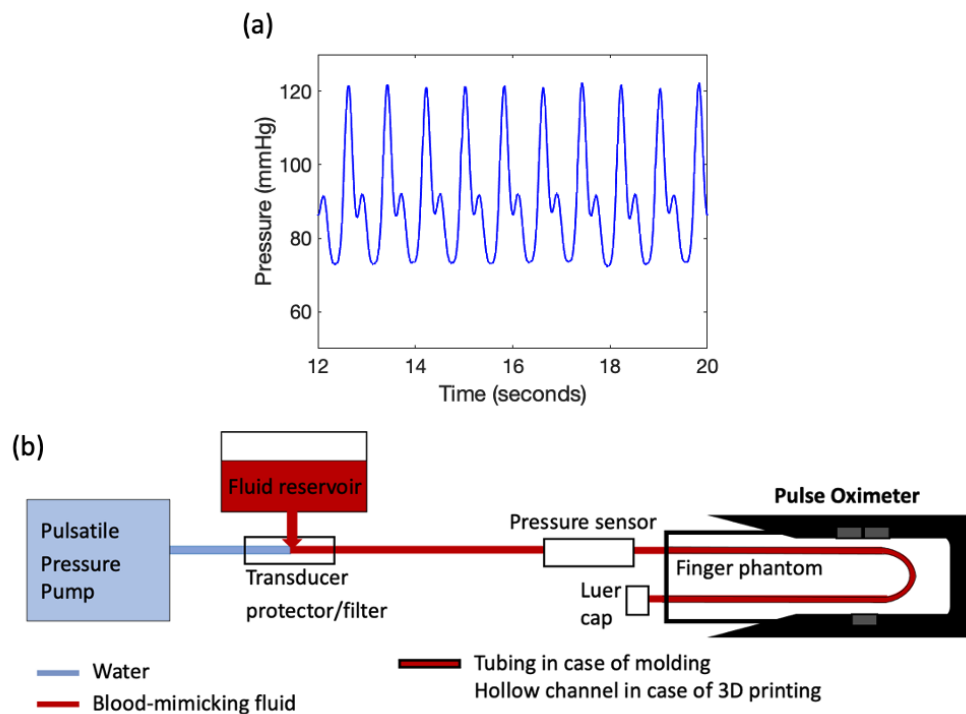 (a)
120
100
80
60
Pressure (mmHg)
12
14
16
18
20
Time (seconds)
(b)
Fluid reservoir
Pulse Oximeter
Pulsatile
Pressure
Pump
Pressure sensor
Transducer
protector/filter
Finger phantom
Luer
cap
Water
Blood-mimicking fluid
Tubing in case of molding
Hollow channel in case of 3D printing